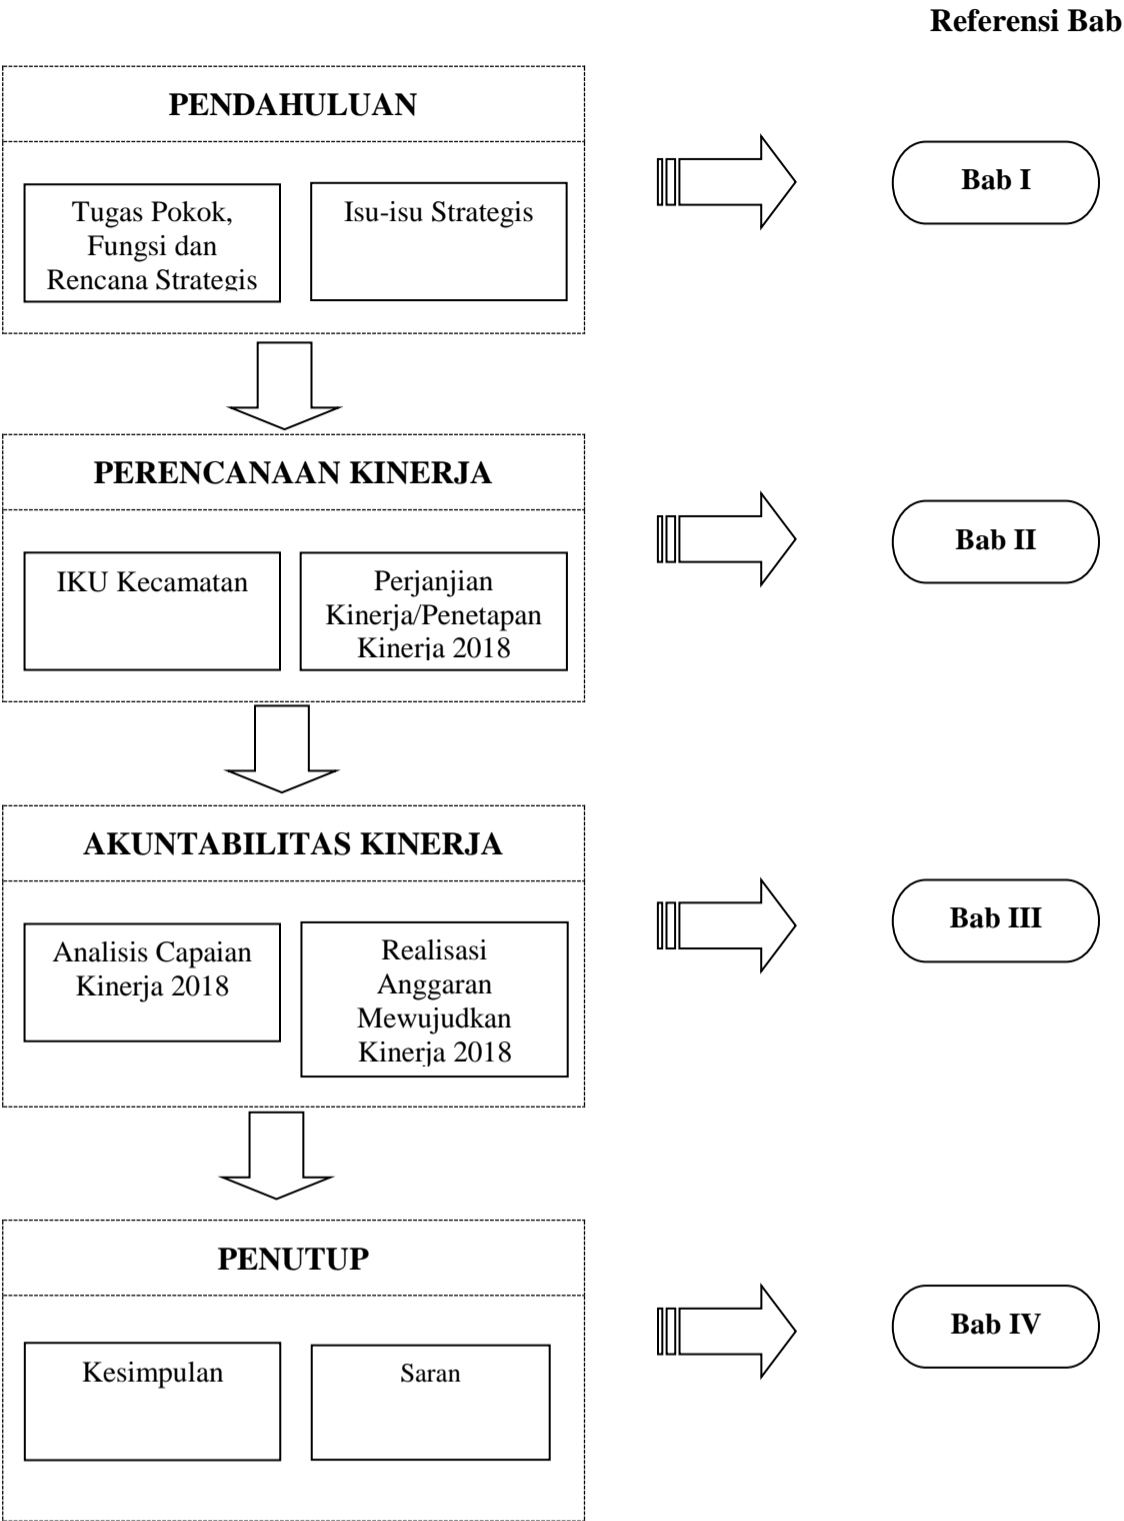 Referensi Bab
PENDAHULUAN
Tugas Pokok,
Fungsi dan
Rencana Strategis
Isu-isu Strategis
Bab I
PERENCANAAN KINERJA
IKU Kecamatan
Perjanjian
Kinerja/Penetapan
Kinerja 2018
Bab II
AKUNTABILITAS KINERJA
Analisis Capaian
Kinerja 2018
Realisasi
Anggaran
Mewujudkan
Kinerja 2018
Bab III
PENUTUP
Kesimpulan
Saran
Bab IV